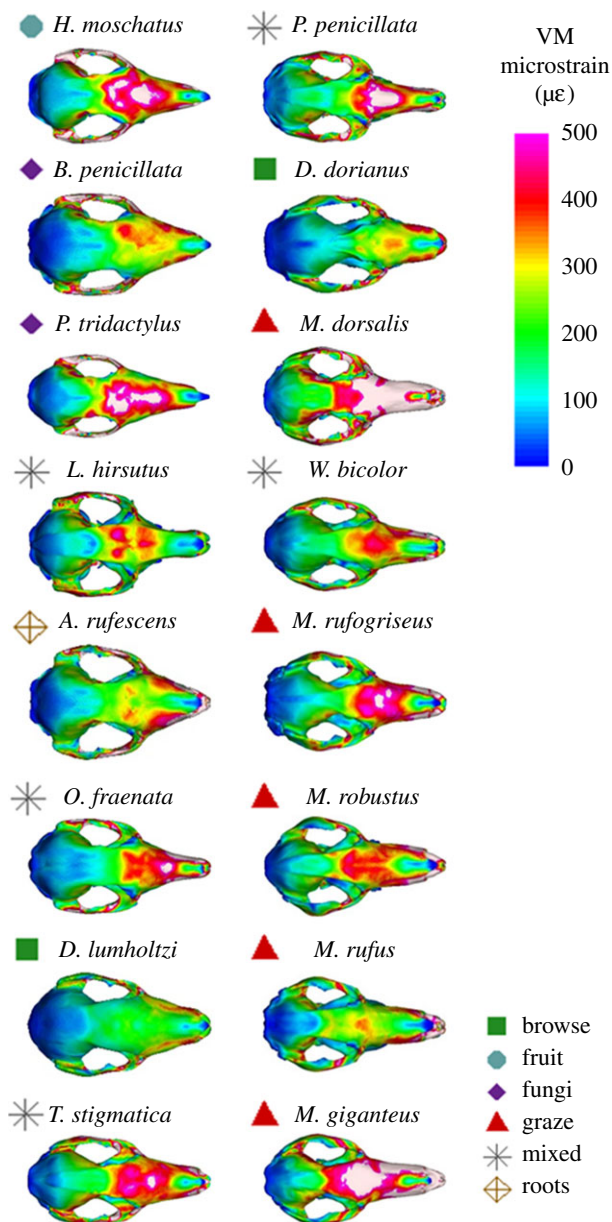 H. moschatus
P. penicillata
B. penicillata
D. dorianus
P. tridactylus
M. dorsalis
L. hirsutus
W. bicolor
A. rufescens
M. rufogriseus
O. fraenata
M. robustus
D. lumholtzi
M. rufus
T. stigmatica
M. giganteus
VM
microstrain
(με)
500
400
300
200
100
0
browse
fruit
fungi
graze
mixed
roots